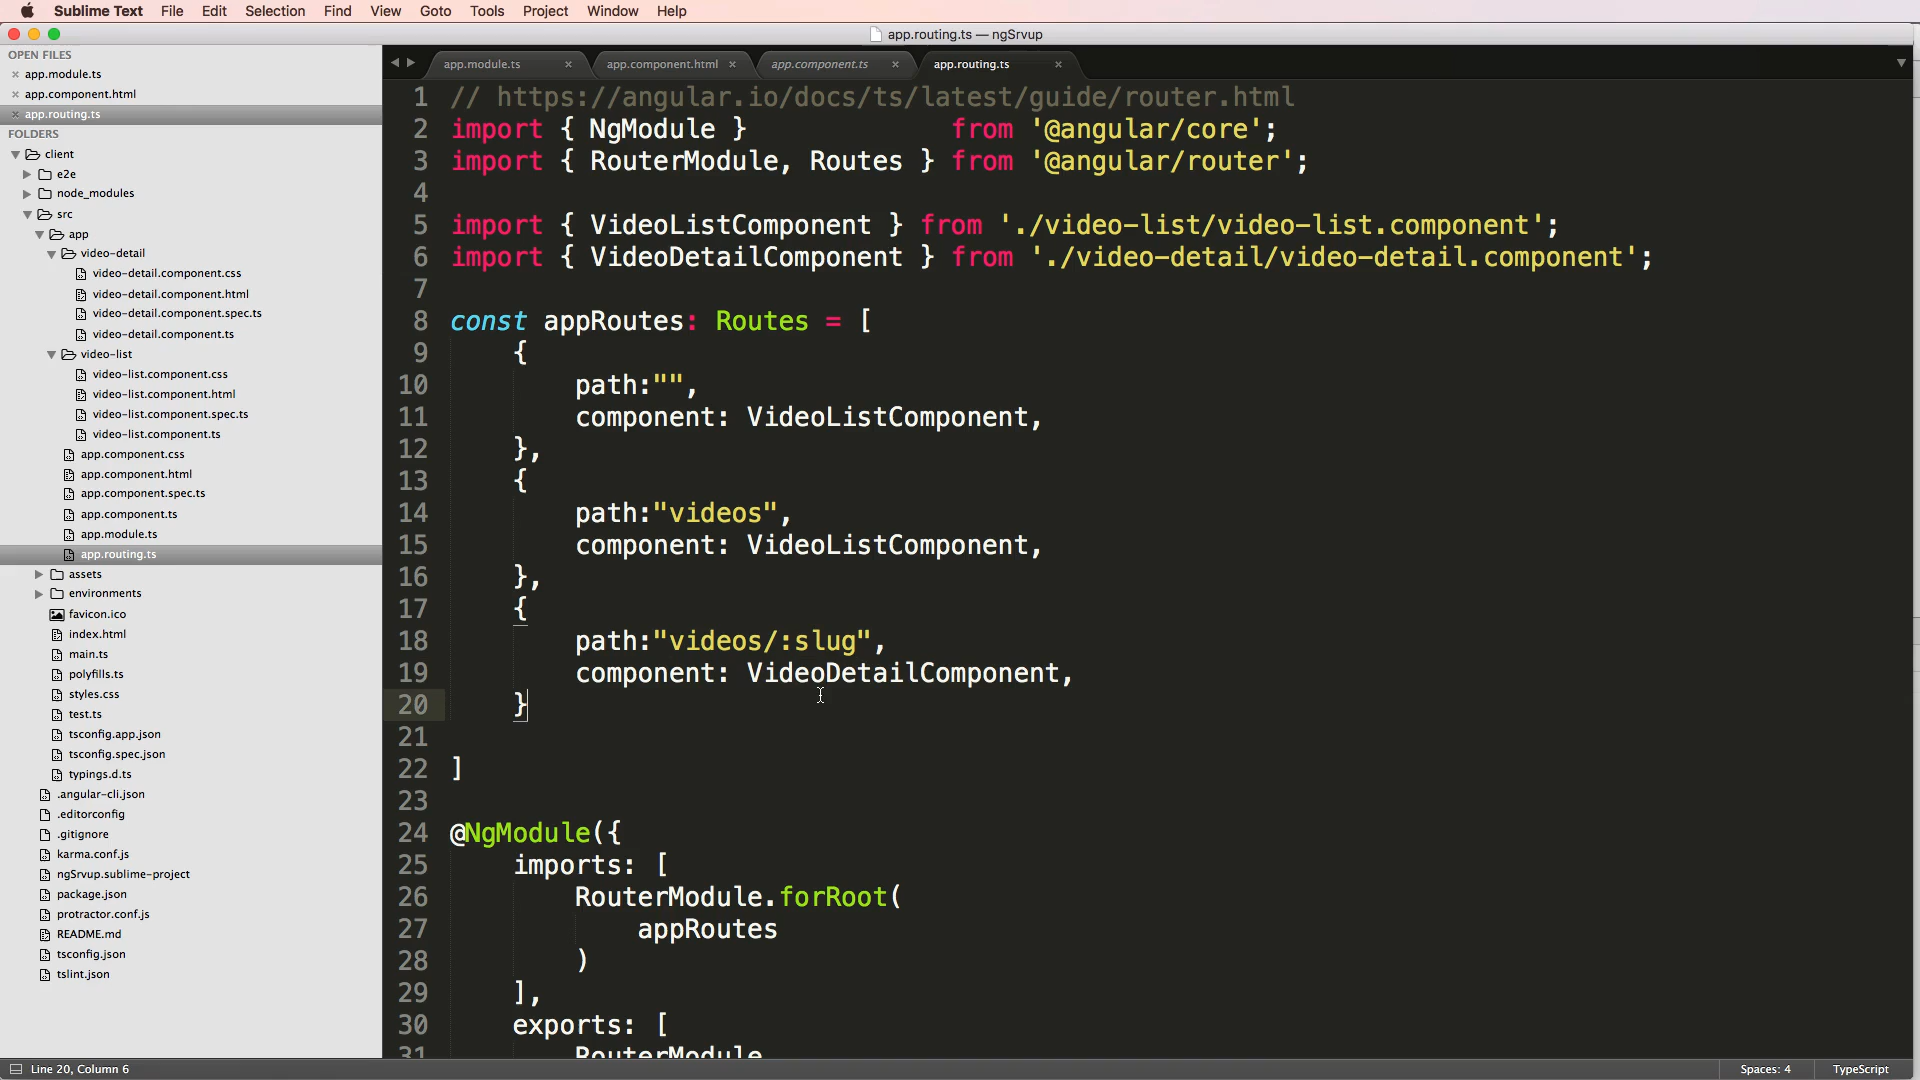 Sublime Text File Edit Selection Find View Goto Tools Project Window Help
app.routing.ts — ngSrvup
OPEN FILES
× app.module.ts
× app.component.html
× app.routing.ts
FOLDERS
client
e2e
node_modules
src
app
video-detail
video-detail.component.css
video-detail.component.html
video-detail.component.spec.ts
video-detail.component.ts
video-list
video-list.component.css
video-list.component.html
video-list.component.spec.ts
video-list.component.ts
app.component.css
app.component.html
app.component.spec.ts
app.component.ts
app.module.ts
app.routing.ts
assets
environments
favicon.ico
index.html
main.ts
polyfills.ts
styles.css
test.ts
tsconfig.app.json
tsconfig.spec.json
typings.d.ts
.angular-cli.json
.editorconfig
.gitignore
karma.conf.js
ngSrvup.sublime-project
package.json
protractor.conf.js
README.md
tsconfig.json
tslint.json
app.module.ts × app.component.html × app.component.ts × app.routing.ts ×
1 // https://angular.io/docs/ts/latest/guide/router.html
2 import { NgModule } from '@angular/core';
3 import { RouterModule, Routes } from '@angular/router';
4
5 import { VideoListComponent } from './video-list/video-list.component';
6 import { VideoDetailComponent } from './video-detail/video-detail.component';
7
8 const appRoutes: Routes = [
9 {
10 path:"",
11 component: VideoListComponent,
12 },
13 {
14 path:"videos",
15 component: VideoListComponent,
16 },
17 {
18 path:"videos/:slug",
19 component: VideoDetailComponent,
20 }
21
22 ]
23
24 @NgModule({
25 imports: [
26 RouterModule.forRoot(
27 appRoutes
28 )
29 ],
30 exports: [
31 RouterModule
Line 20, Column 6 Spaces: 4 TypeScript